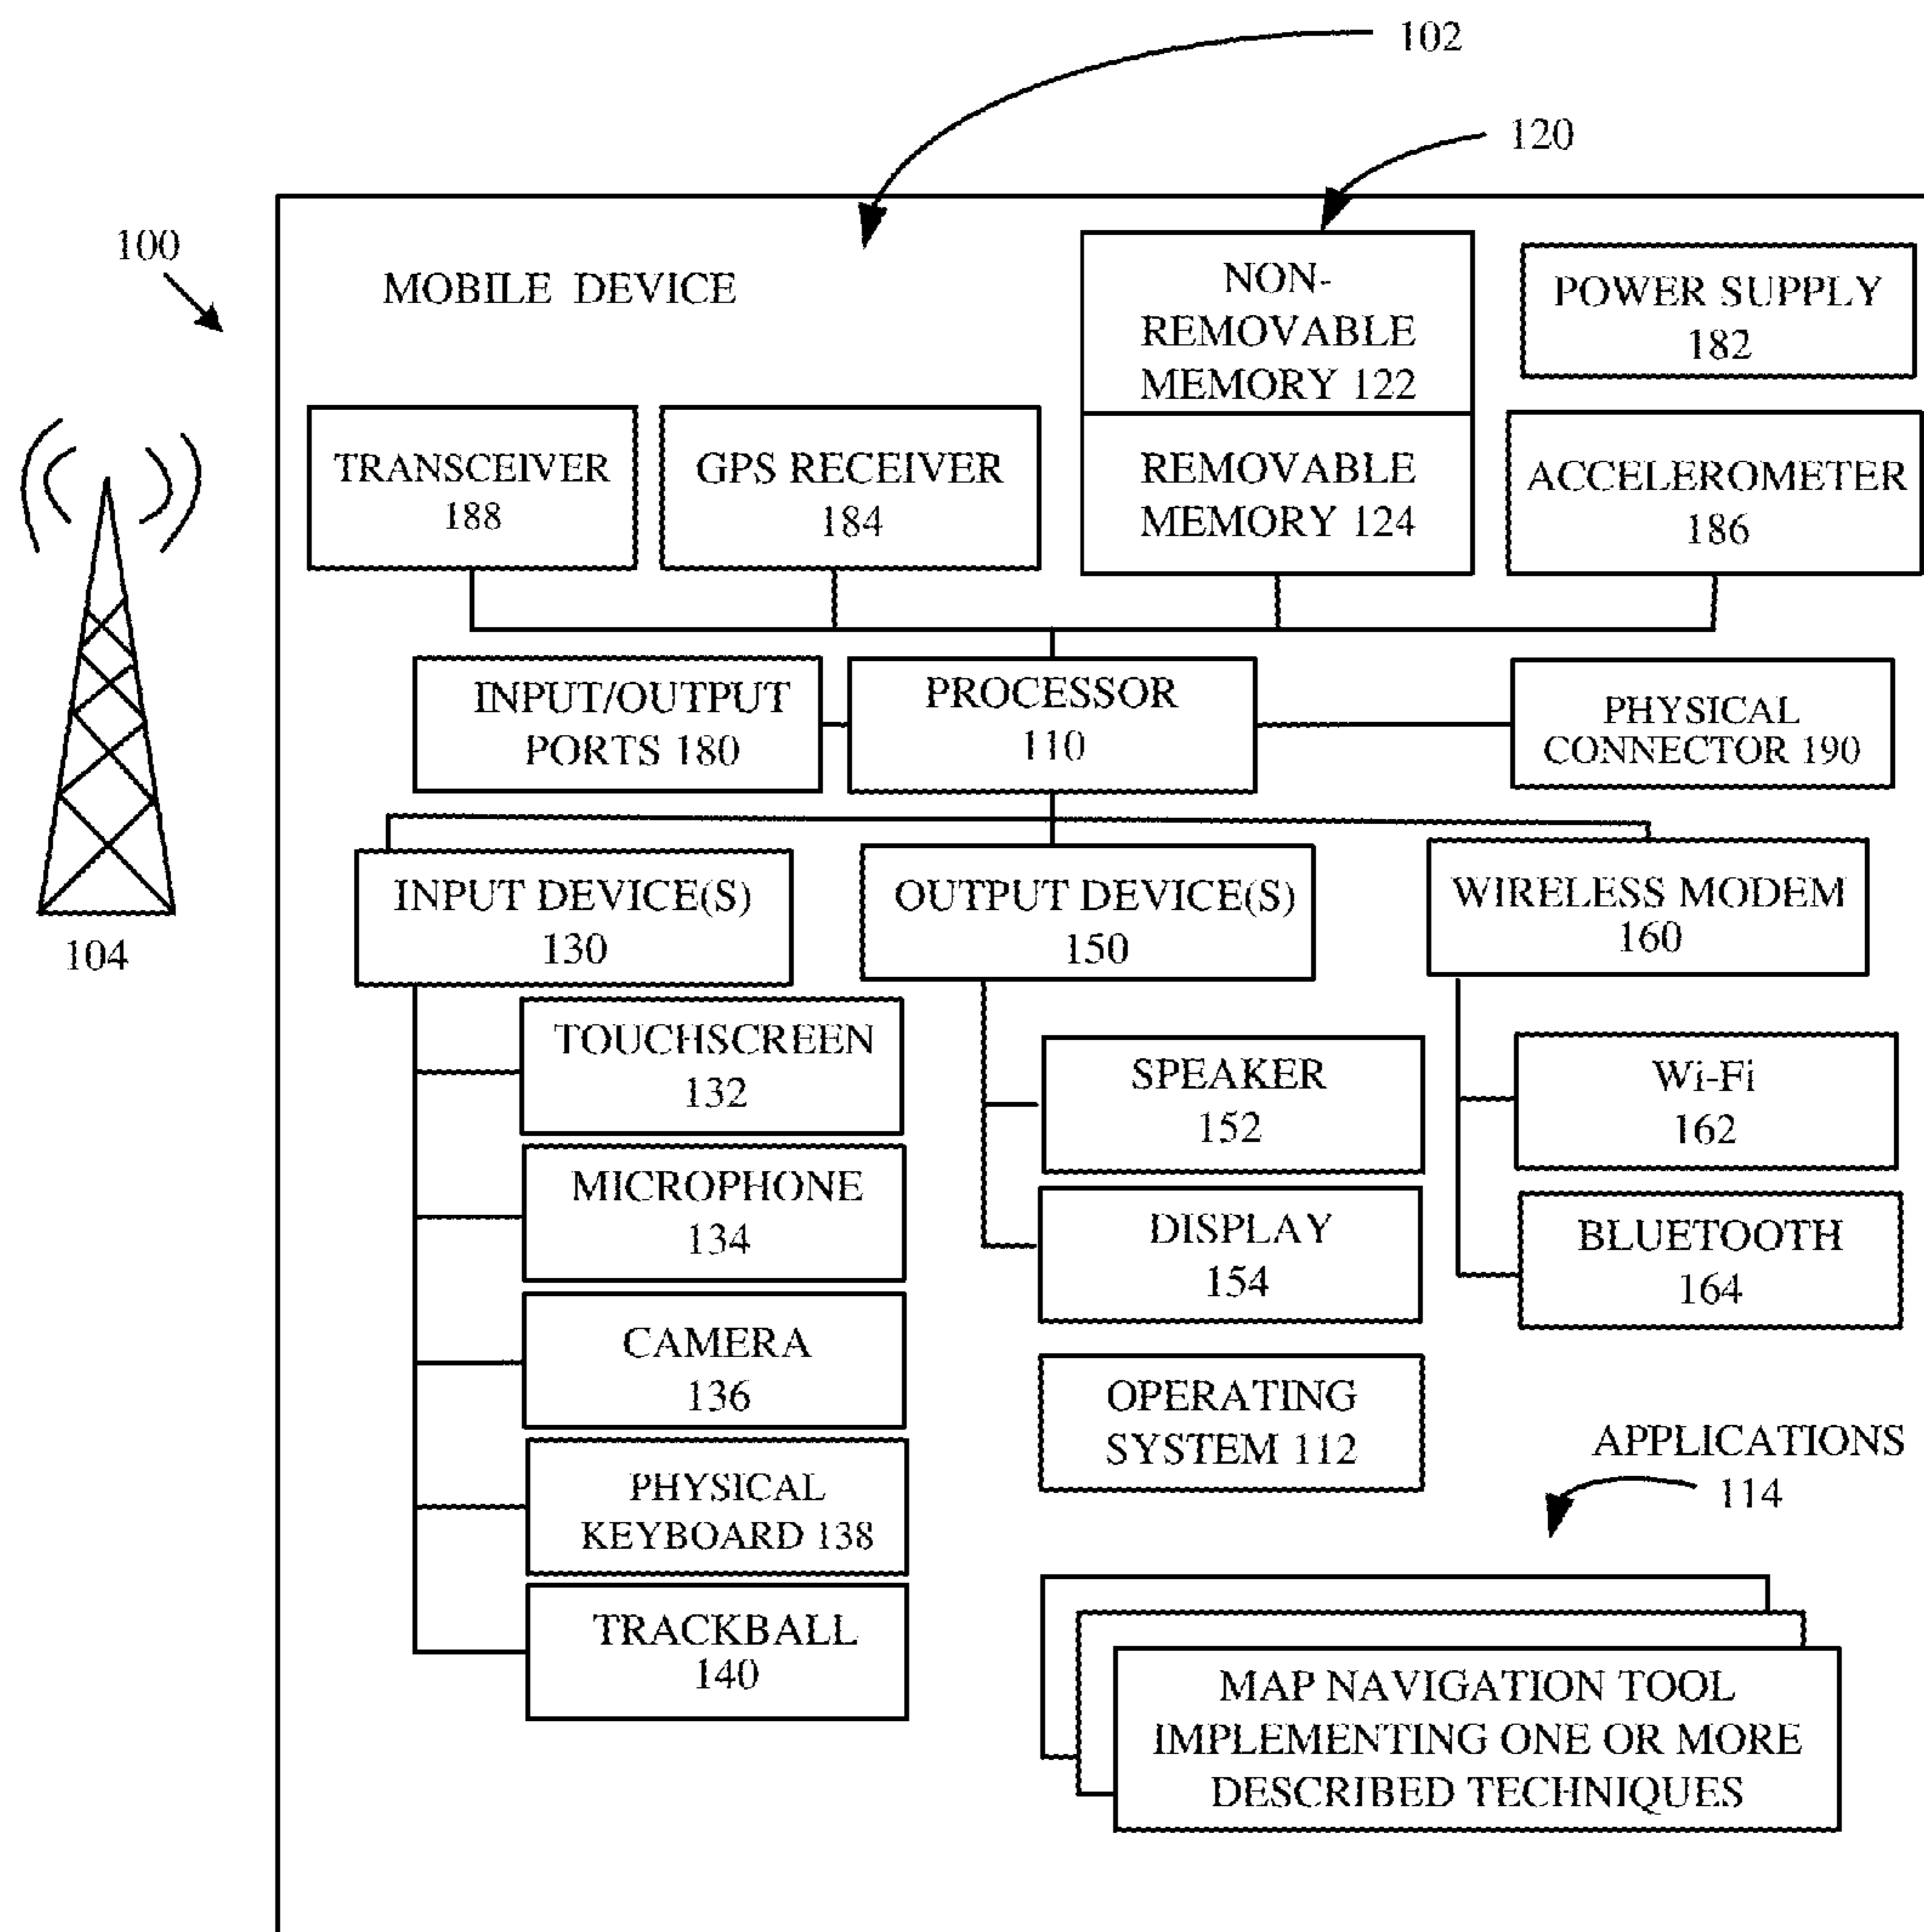 102
120
100
MOBILE DEVICE
NON-
REMOVABLE
MEMORY 122
POWER SUPPLY
182
TRANSCEIVER
188
GPS RECEIVER
184
REMOVABLE
MEMORY 124
ACCELEROMETER
186
INPUT/OUTPUT
PORTS 180
PROCESSOR
110
PHYSICAL
CONNECTOR 190
INPUT DEVICE(S)
130
OUTPUT DEVICE(S)
150
WIRELESS MODEM
160
104
TOUCHSCREEN
132
MICROPHONE
134
CAMERA
136
PHYSICAL
KEYBOARD 138
TRACKBALL
140
SPEAKER
152
DISPLAY
154
Wi-Fi
162
BLUETOOTH
164
OPERATING
SYSTEM 112
APPLICATIONS
114
MAP NAVIGATION TOOL
IMPLEMENTING ONE OR MORE
DESCRIBED TECHNIQUES